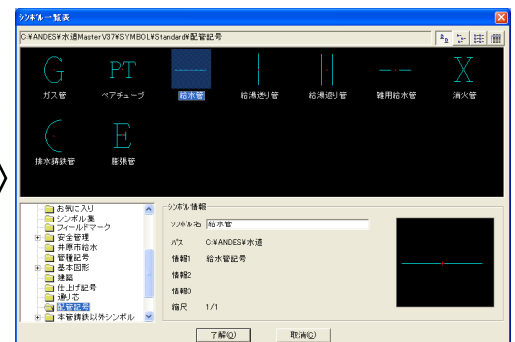 シンボル一覧表
C:¥ANDES¥水道MasterV37¥SYMBOL¥Standard¥配管記号
G PT X
ガス管 ペアチューブ 給水管 給湯送り管 給湯返り管 雑用給水管 消火管
E
排水鋳鉄管 膨張管
お気に入り
シンボル集
フィールドマーク
安全管理
井原市給水
管種記号
基本図形
建築
仕上げ記号
通り芯
配管記号
本管鋳鉄以外シンボル
シンボル情報
シンボル名 給水管
パス C:¥ANDES¥水道
情報1 給水管記号
情報2
情報3
縮尺 1/1
了解(O) 取消(C)